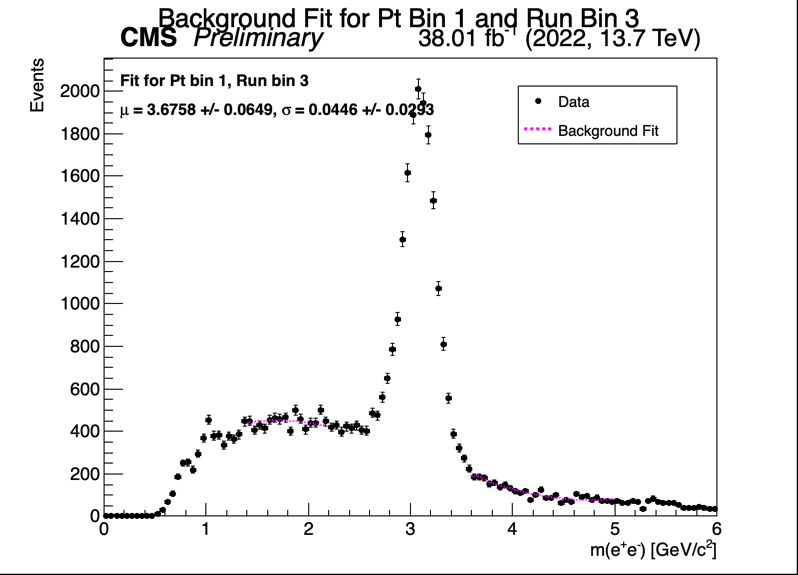 Background Fit for Pt Bin 1 and Run Bin 3
CMS Preliminary 38.01 fb⁻¹ (2022, 13.7 TeV)
Events
Fit for Pt bin 1, Run bin 3
μ = 3.6758 +/- 0.0649, σ = 0.0446 +/- 0.0293
Data
Background Fit
2000
1800
1600
1400
1200
1000
800
600
400
200
0
0 1 2 3 4 5 6
m(e⁺e⁻) [GeV/c²]